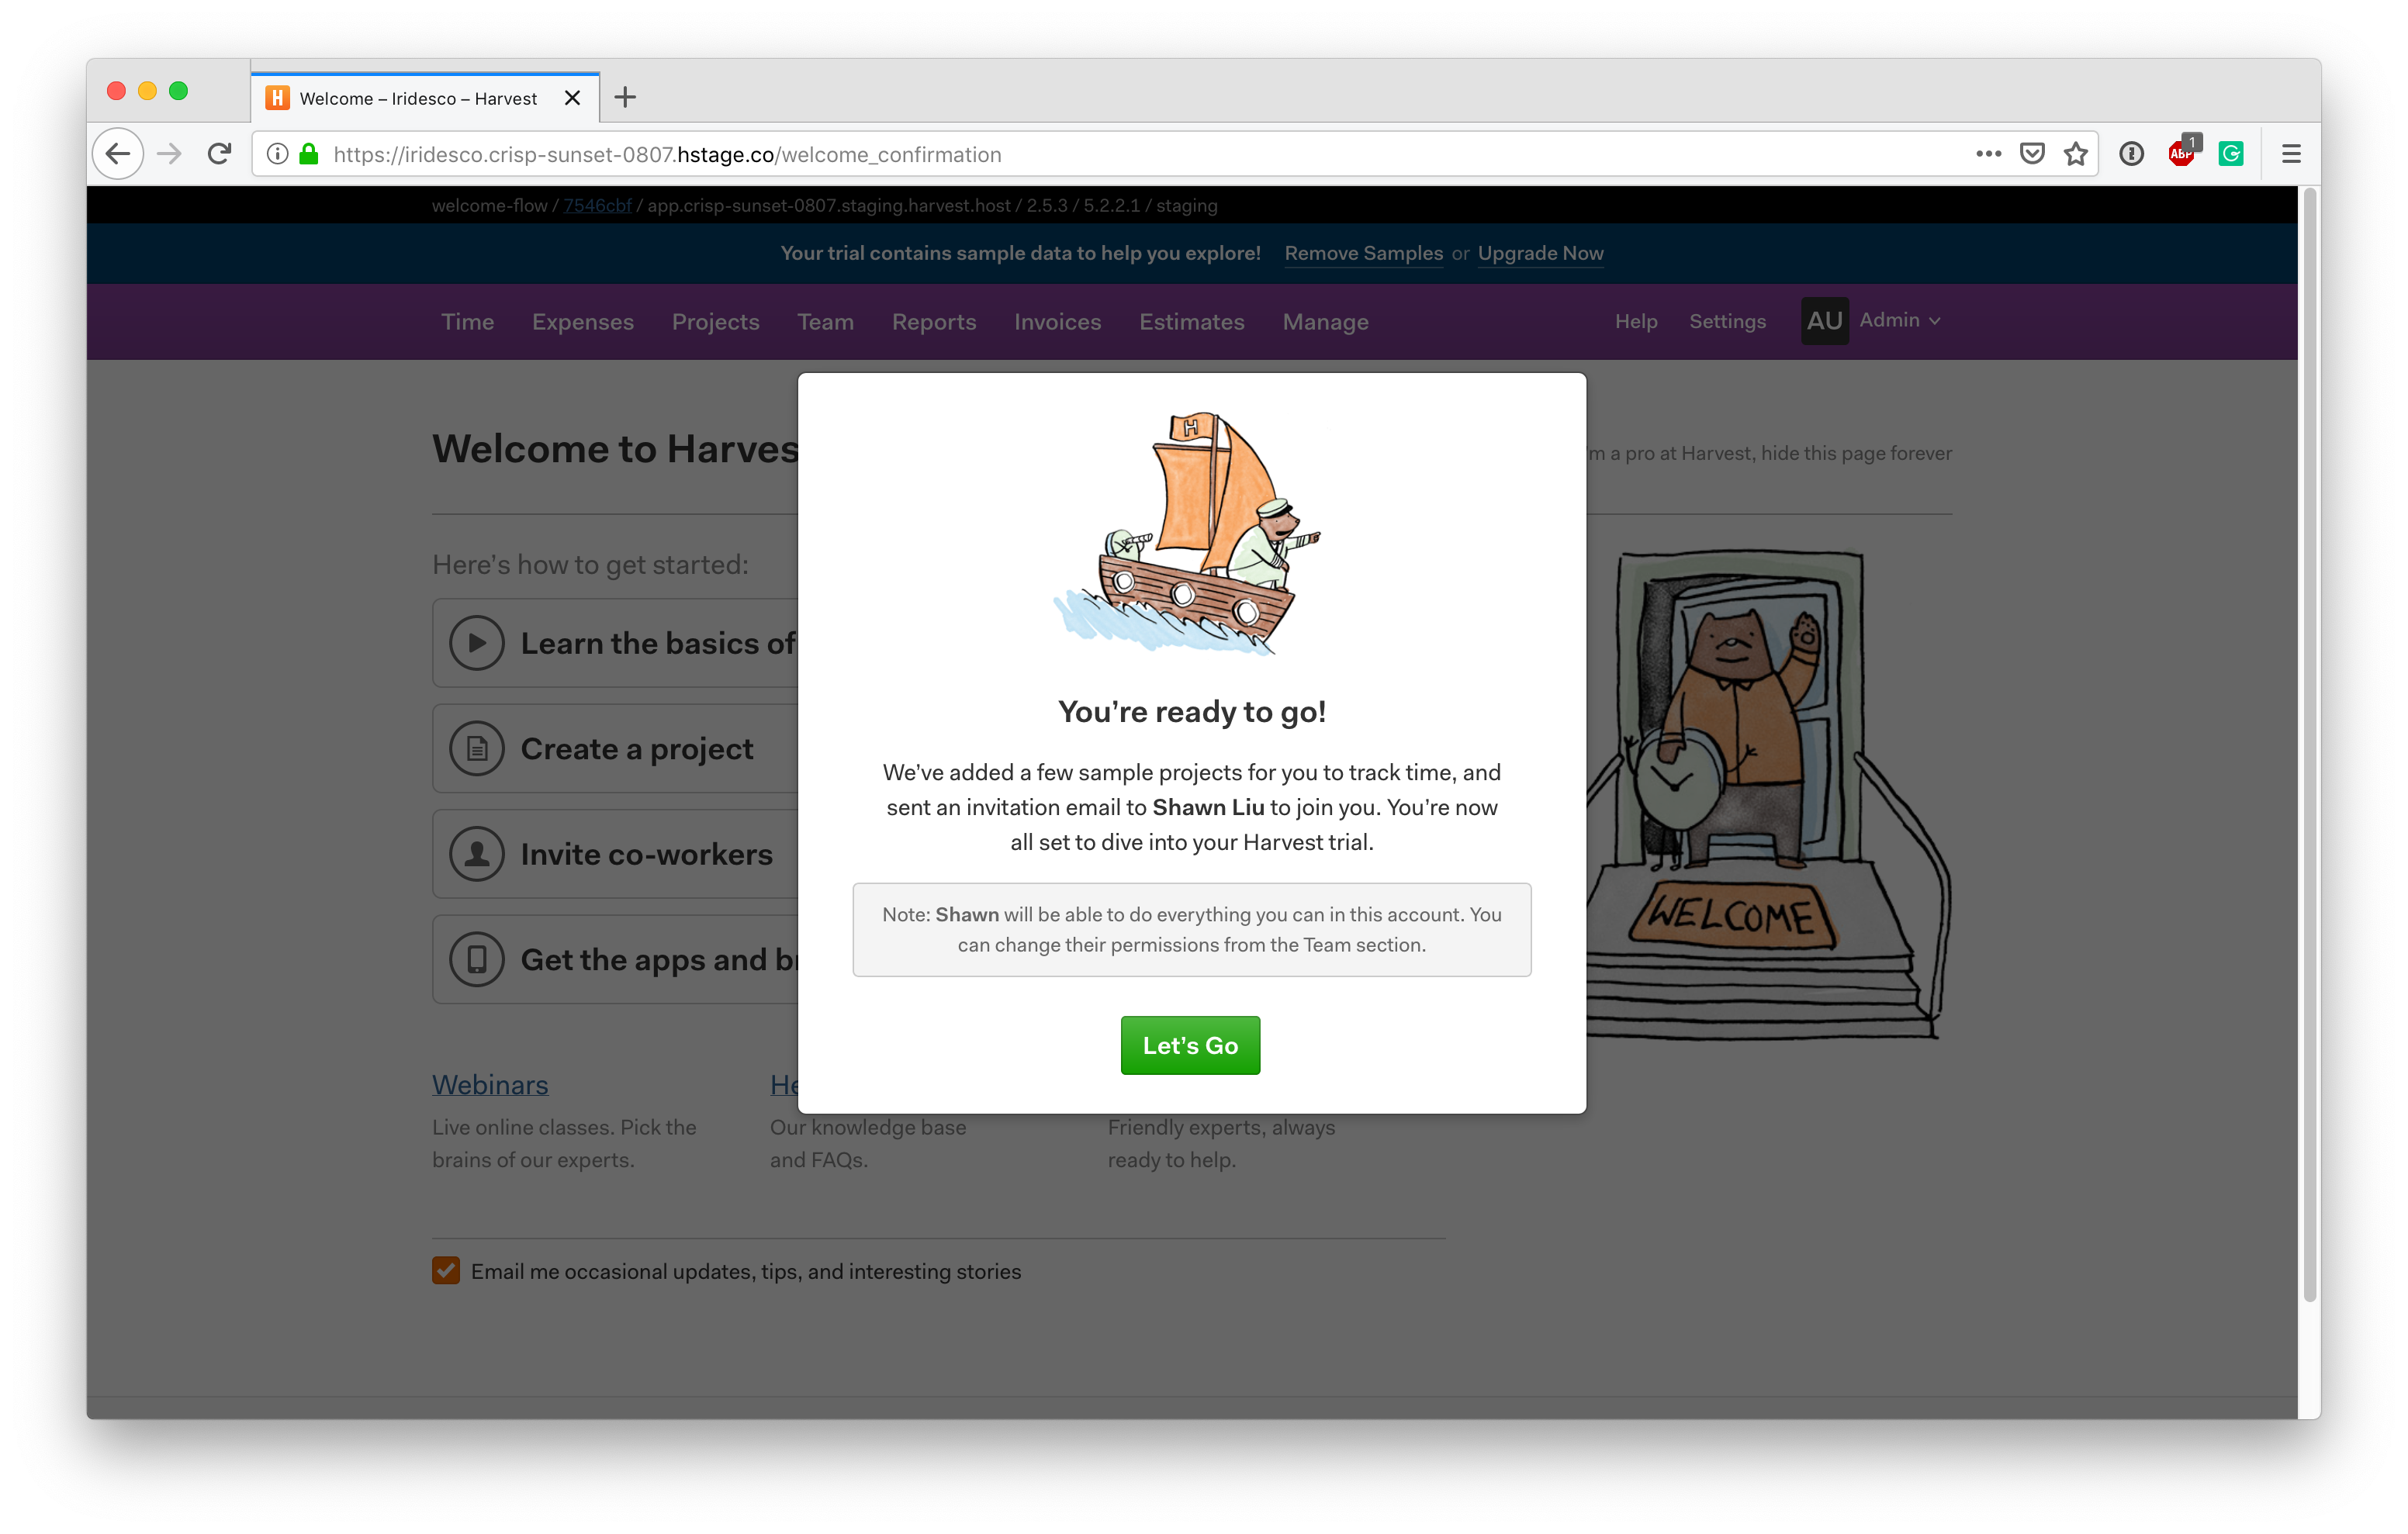 H Welcome – Iridesco – Harvest
https://iridesco.crisp-sunset-0807.hstage.co/welcome_confirmation
ABP 1
welcome-flow / 7546cbf / app.crisp-sunset-0807.staging.harvest.host / 2.5.3 / 5.2.2.1 / staging
Your trial contains sample data to help you explore! Remove Samples or Upgrade Now
Time Expenses Projects Team Reports Invoices Estimates Manage Help Settings AU Admin
Welcome to Harves
'm a pro at Harvest, hide this page forever
Here’s how to get started:
Learn the basics of
Create a project
Invite co-workers
Get the apps and br
H
You’re ready to go!
We’ve added a few sample projects for you to track time, and
sent an invitation email to Shawn Liu to join you. You’re now
all set to dive into your Harvest trial.
Note: Shawn will be able to do everything you can in this account. You
can change their permissions from the Team section.
Let’s Go
WELCOME
Webinars
Live online classes. Pick the
brains of our experts.
He
Our knowledge base
and FAQs.
Friendly experts, always
ready to help.
Email me occasional updates, tips, and interesting stories